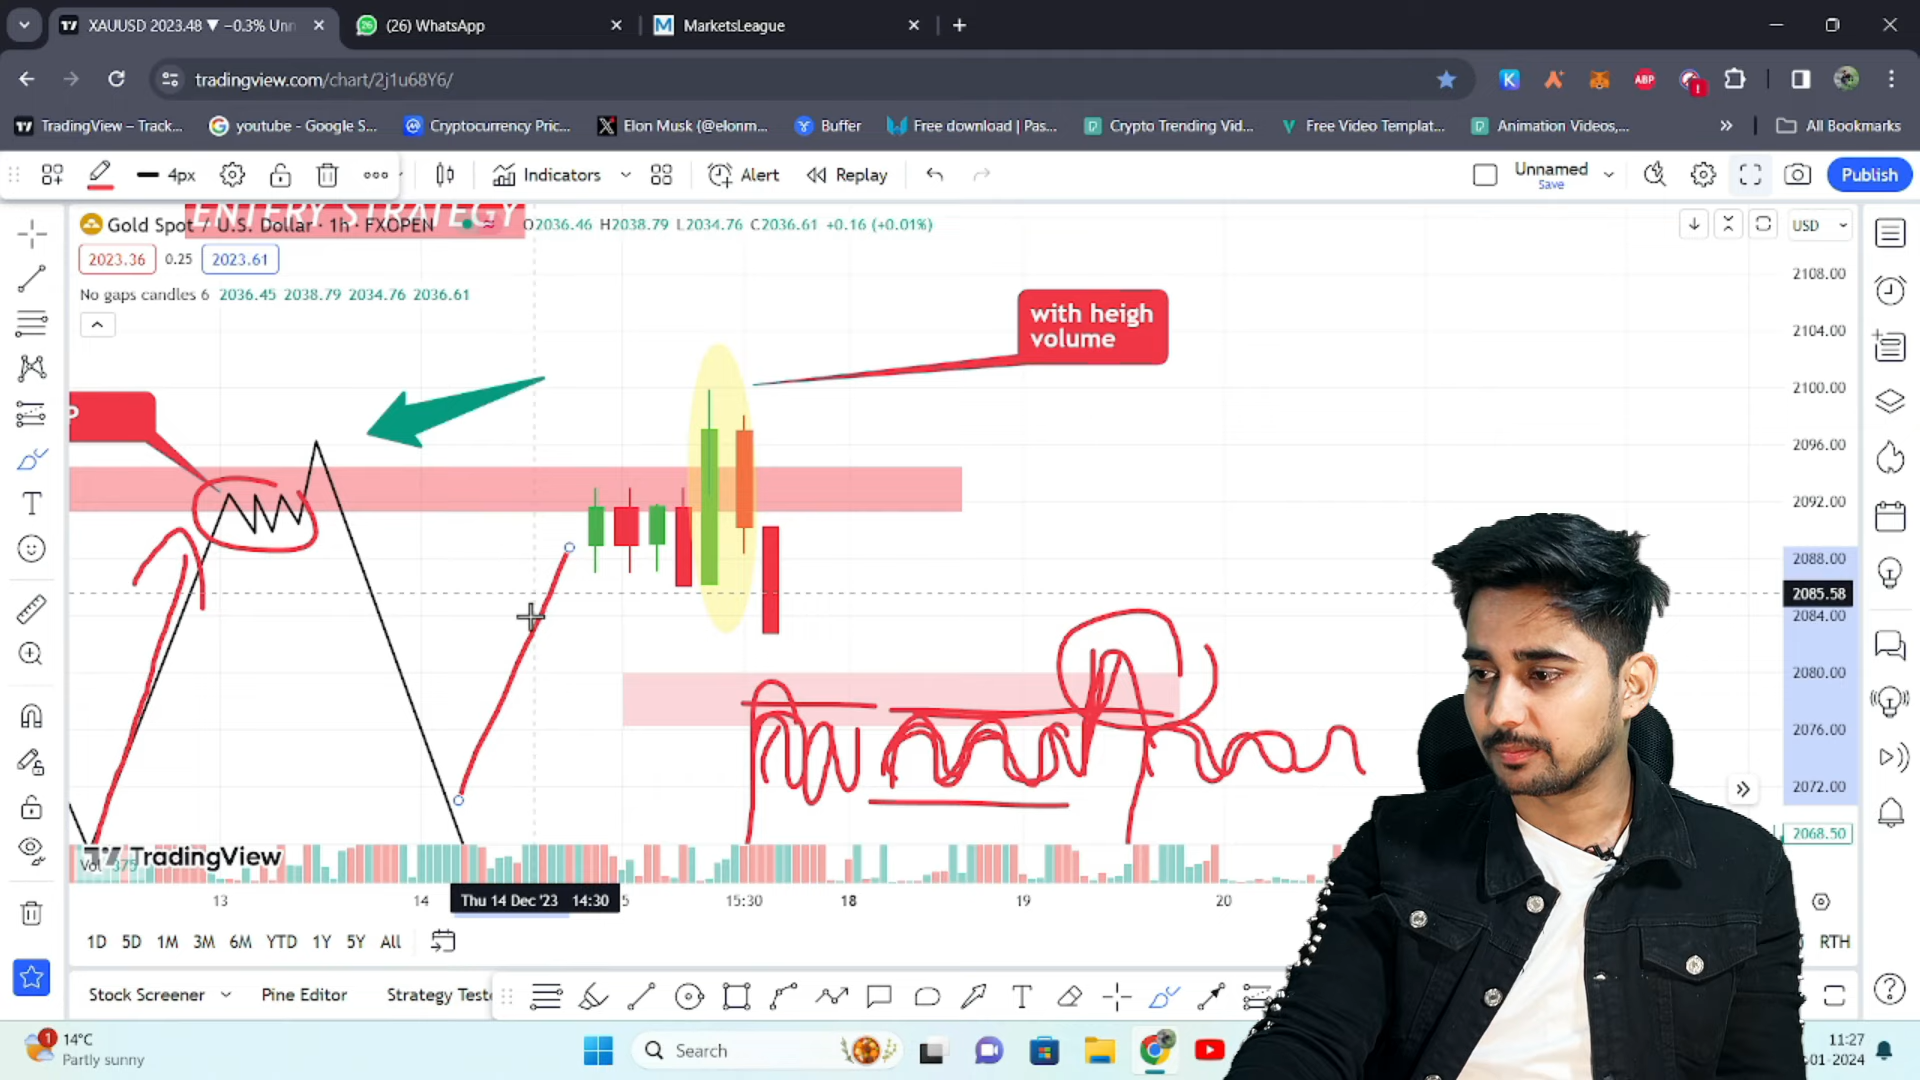 XAUUSD 2023.48 ▼ −0.3% Unn
(26) WhatsApp
MarketsLeague
tradingview.com/chart/2j1u68Y6/
ABP
TradingView – Track...
youtube - Google S...
Cryptocurrency Pric...
Elon Musk (@elonm...
Buffer
Free download | Pas...
Crypto Trending Vid...
Free Video Templat...
Animation Videos,...
All Bookmarks
4px
Indicators
Alert
Replay
Unnamed
Save
Publish
ENTERY STRATEGY
Gold Spot / U.S. Dollar · 1h · FXOPEN
O2036.46 H2038.79 L2034.76 C2036.61 +0.16 (+0.01%)
USD
2023.36
0.25
2023.61
No gaps candles 6 2036.45 2038.79 2034.76 2036.61
with heigh
volume
P
2108.00
2104.00
2100.00
2096.00
2092.00
2088.00
2085.58
2084.00
2080.00
2076.00
2072.00
2068.50
TradingView
Vol 375
13
14
Thu 14 Dec '23 14:30
5
15:30
18
19
20
1D 5D 1M 3M 6M YTD 1Y 5Y All
RTH
Stock Screener
Pine Editor
Strategy Teste
1
14°C
Partly sunny
Search
11:27
01-2024